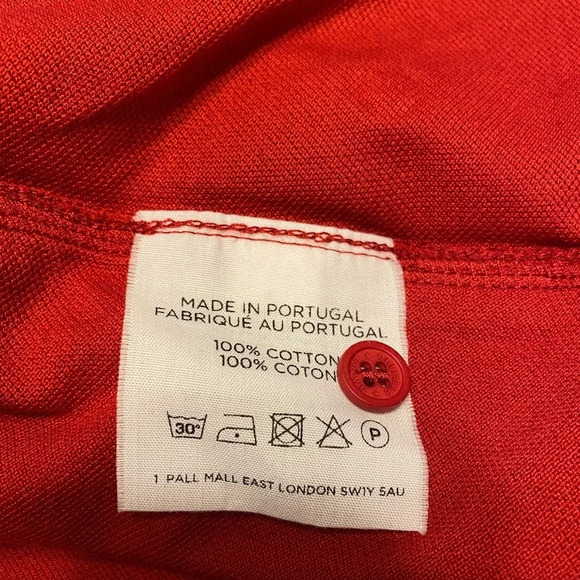 MADE IN PORTUGAL
FABRIQUÉ AU PORTUGAL
100% COTTON
100% COTON
30°
P
1 PALL MALL EAST LONDON SW1Y 5AU